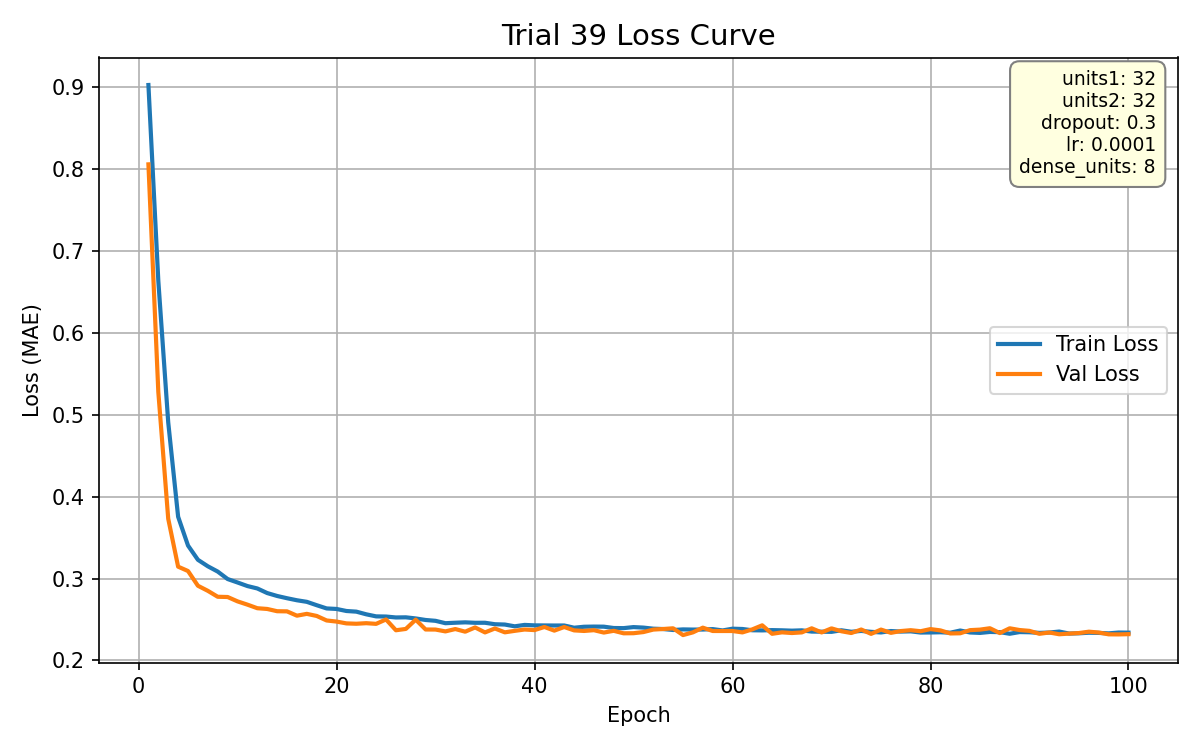 Trial 39 Loss Curve
units1: 32
units2: 32
dropout: 0.3
lr: 0.0001
dense_units: 8
Loss (MAE)
0.9
0.8
0.7
0.6
0.5
0.4
0.3
0.2
Train Loss
Val Loss
0
20
40
60
80
100
Epoch